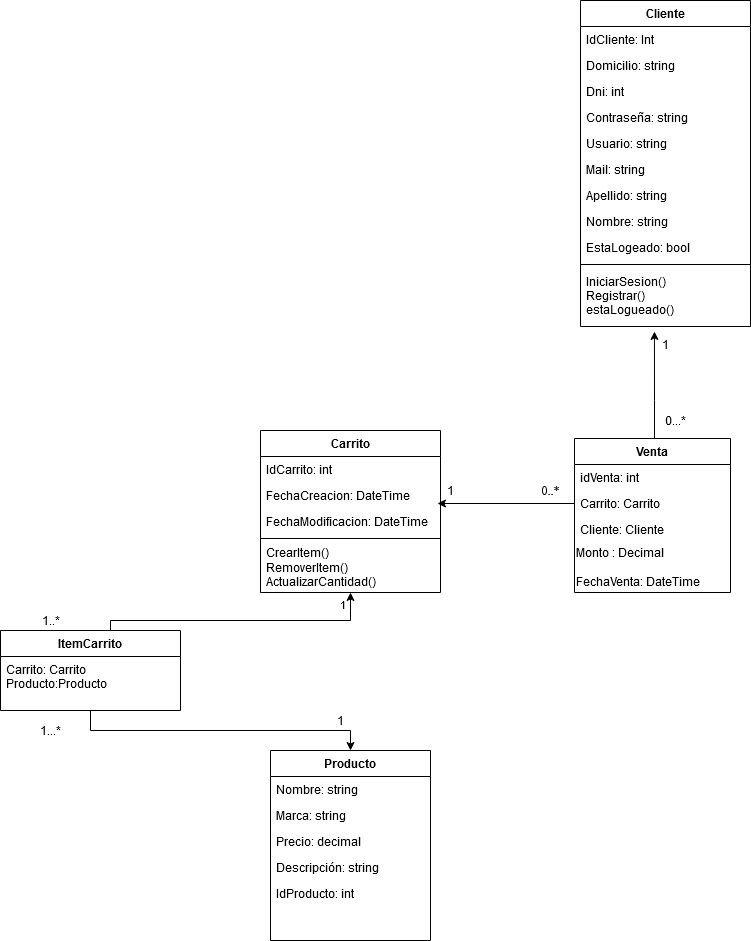 Cliente
IdCliente: Int
Domicilio: string
Dni: int
Contraseña: string
Usuario: string
Mail: string
Apellido: string
Nombre: string
EstaLogeado: bool
IniciarSesion()
Registrar()
estaLogueado()
1
0...*
Carrito
IdCarrito: int
FechaCreacion: DateTime
FechaModificacion: DateTime
CrearItem()
RemoverItem()
ActualizarCantidad()
1
0..*
Venta
idVenta: int
Carrito: Carrito
Cliente: Cliente
Monto : Decimal
FechaVenta: DateTime
1
1..*
ItemCarrito
Carrito: Carrito
Producto:Producto
1...*
1
Producto
Nombre: string
Marca: string
Precio: decimal
Descripción: string
IdProducto: int